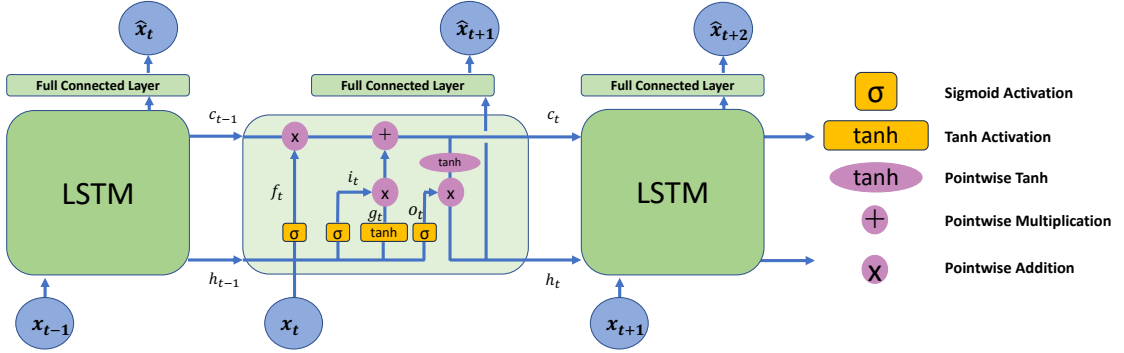 x̂ₜ
x̂ₜ₊₁
x̂ₜ₊₂
Full Connected Layer
Full Connected Layer
Full Connected Layer
σ
Sigmoid Activation
cₜ₋₁
cₜ
x
+
tanh
Tanh Activation
tanh
LSTM
LSTM
fₜ
iₜ
x
x
tanh
Pointwise Tanh
gₜ
oₜ
+
Pointwise Multiplication
σ
σ
tanh
σ
hₜ₋₁
hₜ
x
Pointwise Addition
xₜ₋₁
xₜ
xₜ₊₁